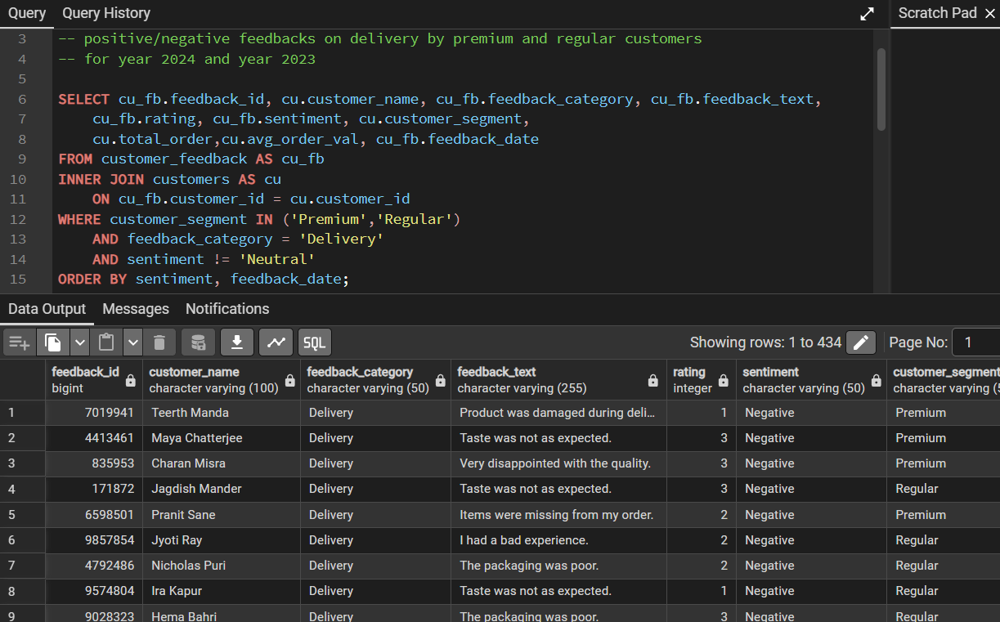 Query Query History Scratch Pad
3 -- positive/negative feedbacks on delivery by premium and regular customers
4 -- for year 2024 and year 2023
5
6 SELECT cu_fb.feedback_id, cu.customer_name, cu_fb.feedback_category, cu_fb.feedback_text,
7 cu_fb.rating, cu_fb.sentiment, cu.customer_segment,
8 cu.total_order,cu.avg_order_val, cu_fb.feedback_date
9 FROM customer_feedback AS cu_fb
10 INNER JOIN customers AS cu
11 ON cu_fb.customer_id = cu.customer_id
12 WHERE customer_segment IN ('Premium','Regular')
13 AND feedback_category = 'Delivery'
14 AND sentiment != 'Neutral'
15 ORDER BY sentiment, feedback_date;
Data Output Messages Notifications
SQL Showing rows: 1 to 434 Page No: 1
feedback_id customer_name feedback_category feedback_text rating sentiment customer_segment
bigint character varying (100) character varying (50) character varying (255) integer character varying (50) character varying (5
1 7019941 Teerth Manda Delivery Product was damaged during deli... 1 Negative Premium
2 4413461 Maya Chatterjee Delivery Taste was not as expected. 3 Negative Premium
3 835953 Charan Misra Delivery Very disappointed with the quality. 3 Negative Premium
4 171872 Jagdish Mander Delivery Taste was not as expected. 3 Negative Regular
5 6598501 Pranit Sane Delivery Items were missing from my order. 2 Negative Premium
6 9857854 Jyoti Ray Delivery I had a bad experience. 2 Negative Regular
7 4792486 Nicholas Puri Delivery The packaging was poor. 2 Negative Regular
8 9574804 Ira Kapur Delivery Taste was not as expected. 1 Negative Regular
9 9028323 Hema Bahri Delivery The packaging was poor. 3 Negative Regular